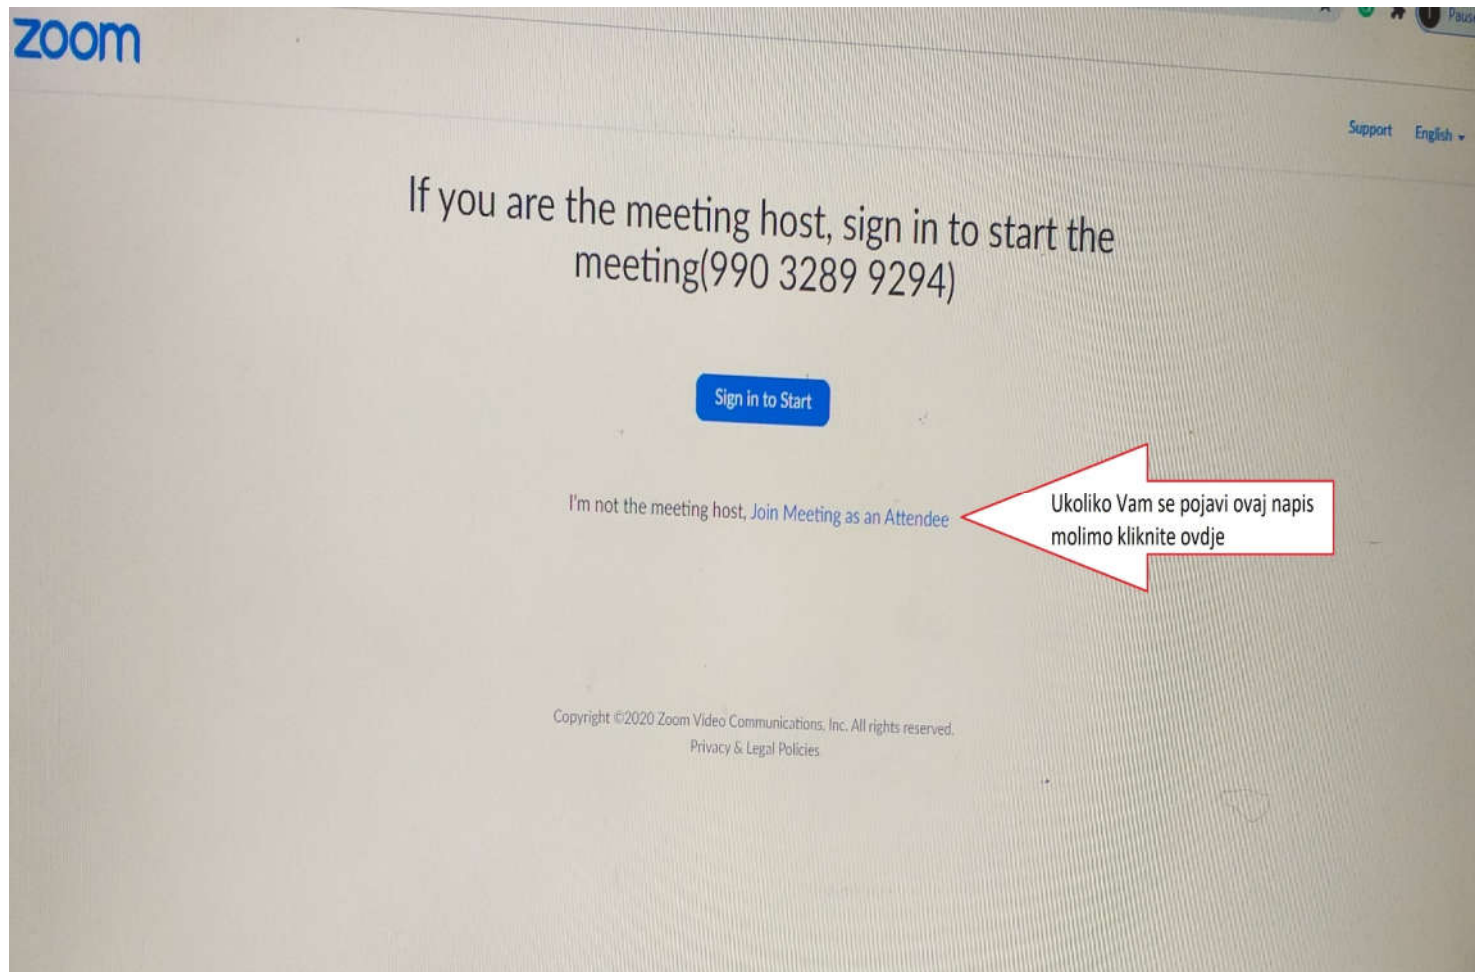 Paus
zoom
Support English
If you are the meeting host, sign in to start the
meeting(990 3289 9294)
Sign in to Start
I'm not the meeting host, Join Meeting as an Attendee
Ukoliko Vam se pojavi ovaj napis
molimo kliknite ovdje
Copyright ©2020 Zoom Video Communications, Inc. All rights reserved.
Privacy & Legal Policies